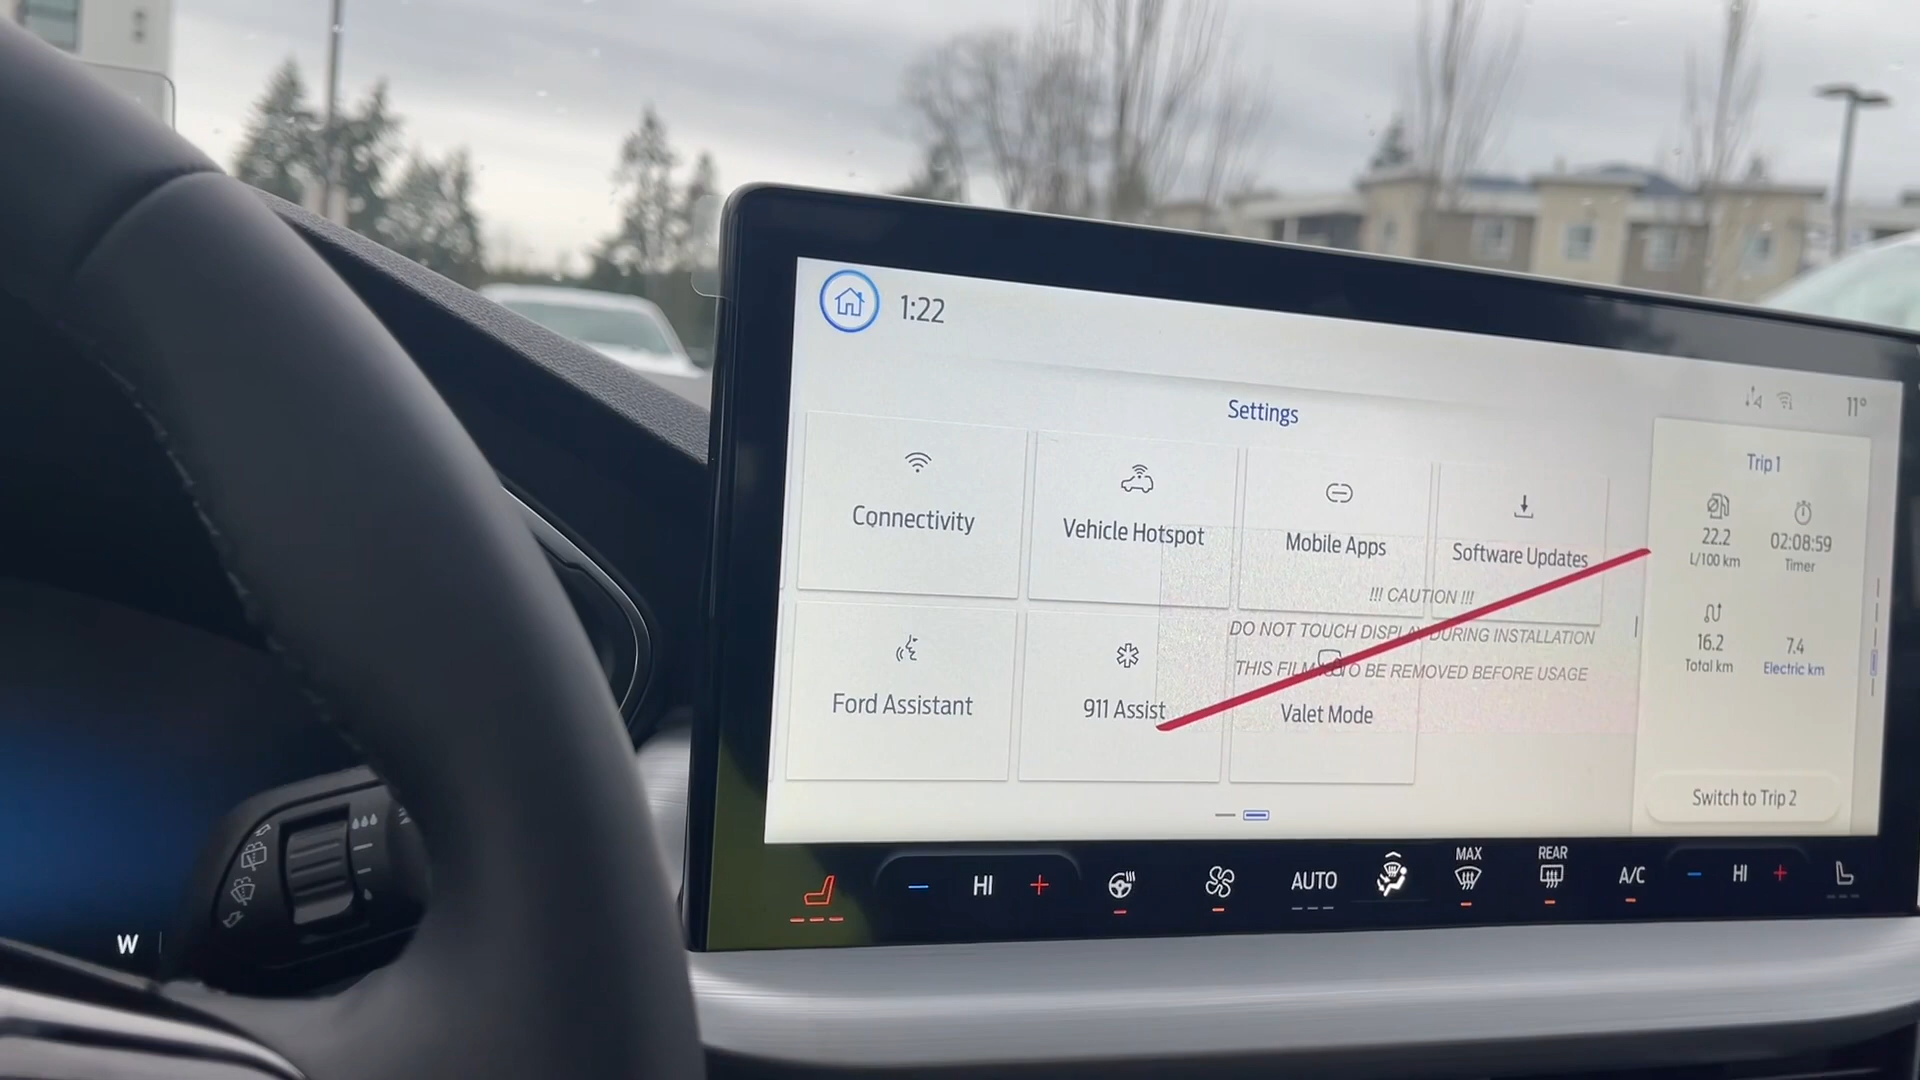 1:22
11°
Settings
Connectivity
Vehicle Hotspot
Mobile Apps
Software Updates
!!! CAUTION !!!
DO NOT TOUCH DISPLAY DURING INSTALLATION
THIS FILM TO BE REMOVED BEFORE USAGE
Ford Assistant
911 Assist
Valet Mode
Trip 1
22.2
L/100 km
02:08:59
Timer
16.2
Total km
7.4
Electric km
Switch to Trip 2
W
HI
AUTO
MAX
REAR
A/C
HI